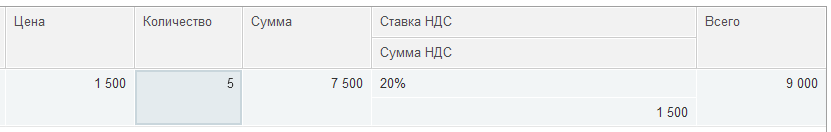 Цена Количество Сумма Ставка НДС Всего
Сумма НДС
1 500 5 7 500 20% 9 000
1 500